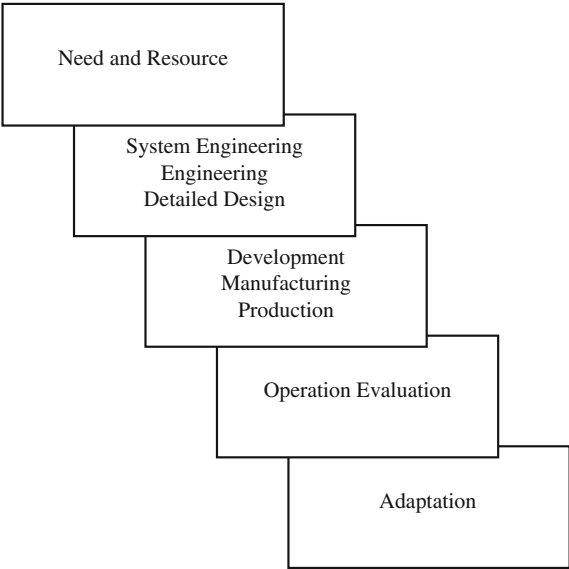 Need and Resource
System Engineering
Engineering
Detailed Design
Development
Manufacturing
Production
Operation Evaluation
Adaptation